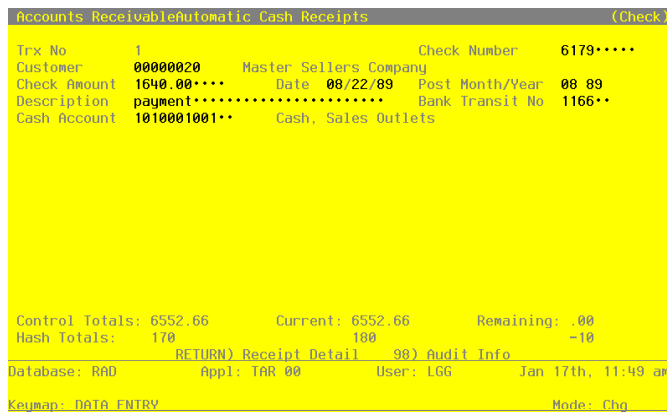 Accounts ReceivableAutomatic Cash Receipts (Check)
Trx No 1 Check Number 6179•••••
Customer 00000020 Master Sellers Company
Check Amount 1640.00•••• Date 08/22/89 Post Month/Year 08 89
Description payment••••••••••••••••••••••• Bank Transit No 1166••
Cash Account 1010001001•• Cash, Sales Outlets
Control Totals: 6552.66 Current: 6552.66 Remaining: .00
Hash Totals: 170 180 -10
RETURN) Receipt Detail 98) Audit Info
Database: RAD Appl: TAR 00 User: LGG Jan 17th, 11:49 am
Keymap: DATA ENTRY Mode: Chg